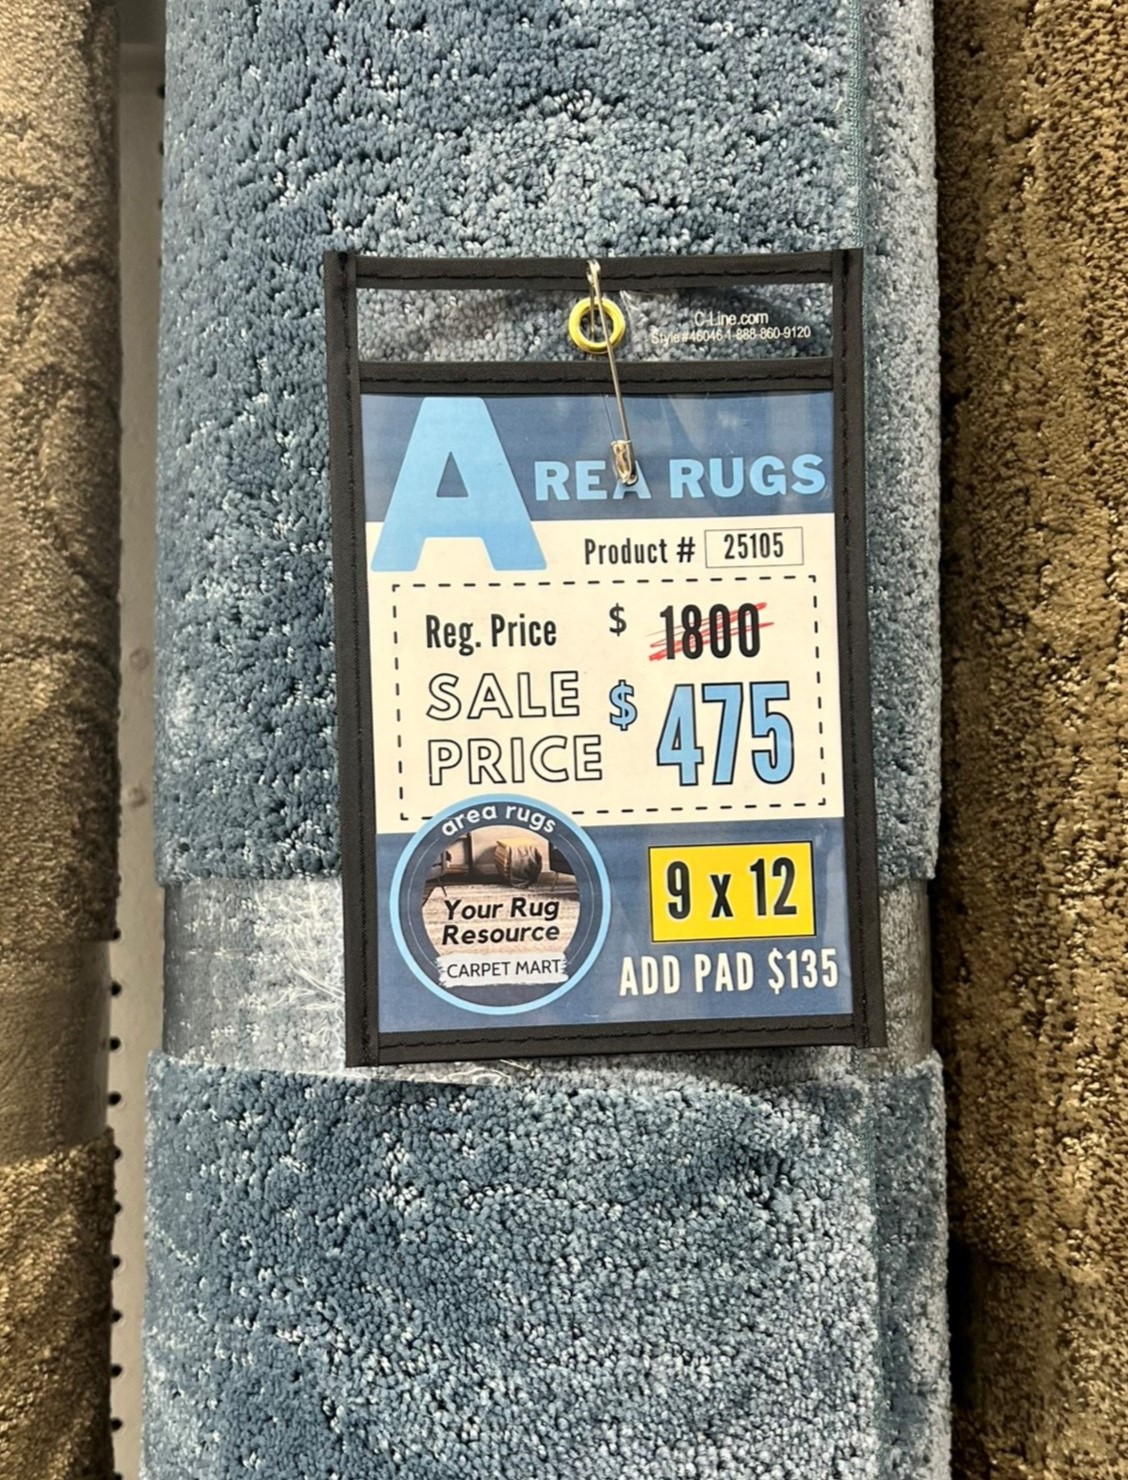 C-Line.com
Style#46046 1-888-860-9120
AREA RUGS
Product # 25105
Reg. Price $ 1800
SALE
PRICE $ 475
area rugs
Your Rug
Resource
CARPET MART
9 x 12
ADD PAD $135